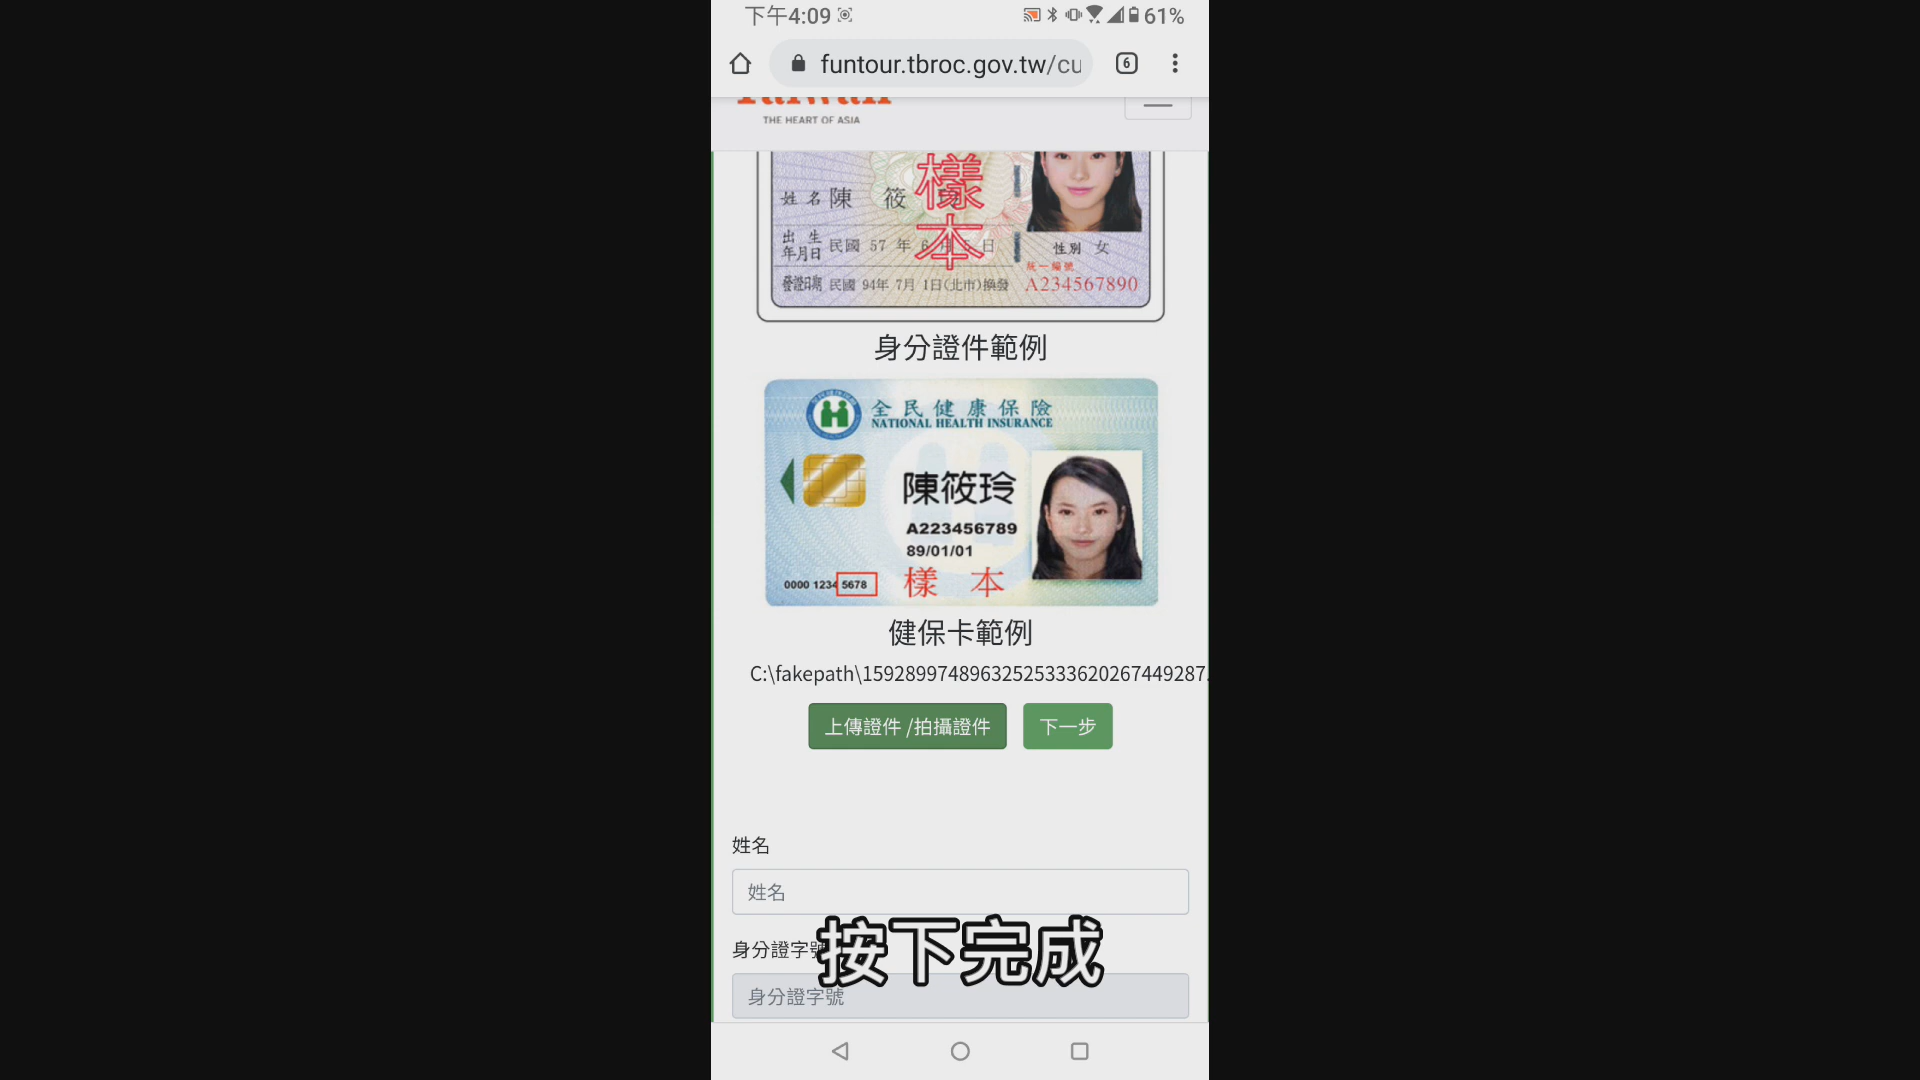 下午4:09
61%
funtour.tbroc.gov.tw/cu
6
Taiwan
THE HEART OF ASIA
姓名 陳 筱
樣本
出生年月日 民國 57 年 6 月 5 日
性別 女
統一編號
發證日期 民國 94年 7月 1日(北市)換發
A234567890
身分證件範例
全民健康保險
NATIONAL HEALTH INSURANCE
陳筱玲
A223456789
89/01/01
0000 1234 5678
樣 本
健保卡範例
C:\fakepath\15928997489632525333620267449287.
上傳證件 /拍攝證件
下一步
姓名
姓名
身分證字號
按下完成
身分證字號